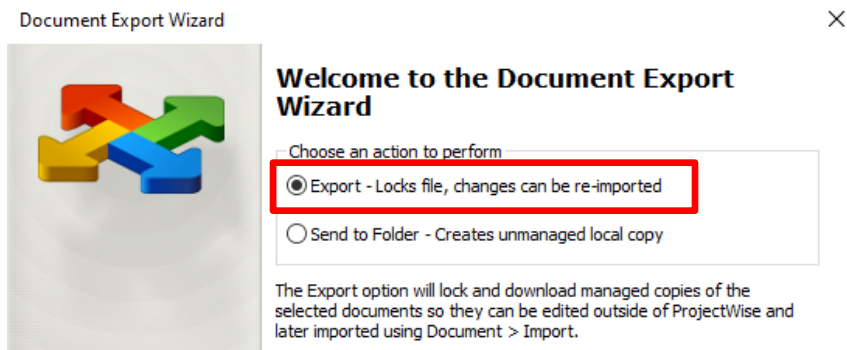 Document Export Wizard
Welcome to the Document Export
Wizard
Choose an action to perform
Export - Locks file, changes can be re-imported
Send to Folder - Creates unmanaged local copy
The Export option will lock and download managed copies of the
selected documents so they can be edited outside of ProjectWise and
later imported using Document > Import.